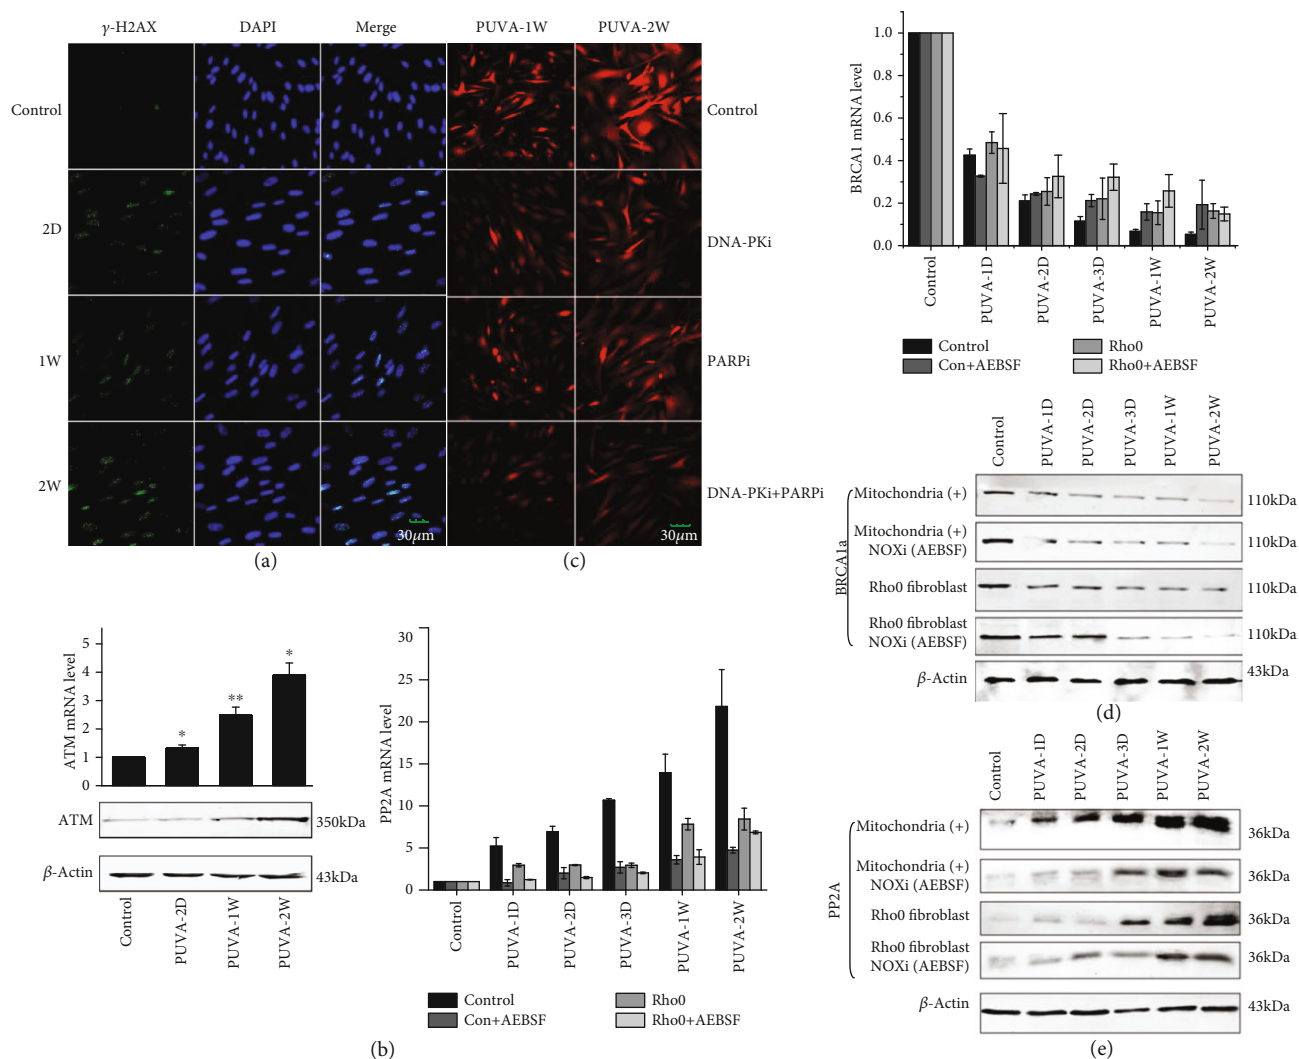 γ-H2AX DAPI Merge PUVA-1W PUVA-2W
Control
2D
1W
2W
Control
DNA-PKi
PARPi
DNA-PKi+PARPi
30μm
30μm
(a)
(c)
ATM mRNA level
5
4
3
2
1
0
* ** *
ATM 350kDa
β-Actin 43kDa
Control PUVA-2D PUVA-1W PUVA-2W
PP2A mRNA level
30
25
20
15
10
5
0
Control PUVA-1D PUVA-2D PUVA-3D PUVA-1W PUVA-2W
Control Rho0
Con+AEBSF Rho0+AEBSF
(b)
BRCA1 mRNA level
1.0
0.8
0.6
0.4
0.2
0.0
Control PUVA-1D PUVA-2D PUVA-3D PUVA-1W PUVA-2W
Control Rho0
Con+AEBSF Rho0+AEBSF
Control PUVA-1D PUVA-2D PUVA-3D PUVA-1W PUVA-2W
BRCA1a
Mitochondria (+) 110kDa
Mitochondria (+)
NOXi (AEBSF) 110kDa
Rho0 fibroblast 110kDa
Rho0 fibroblast
NOXi (AEBSF) 110kDa
β-Actin 43kDa
(d)
Control PUVA-1D PUVA-2D PUVA-3D PUVA-1W PUVA-2W
PP2A
Mitochondria (+) 36kDa
Mitochondria (+)
NOXi (AEBSF) 36kDa
Rho0 fibroblast 36kDa
Rho0 fibroblast
NOXi (AEBSF) 36kDa
β-Actin 43kDa
(e)